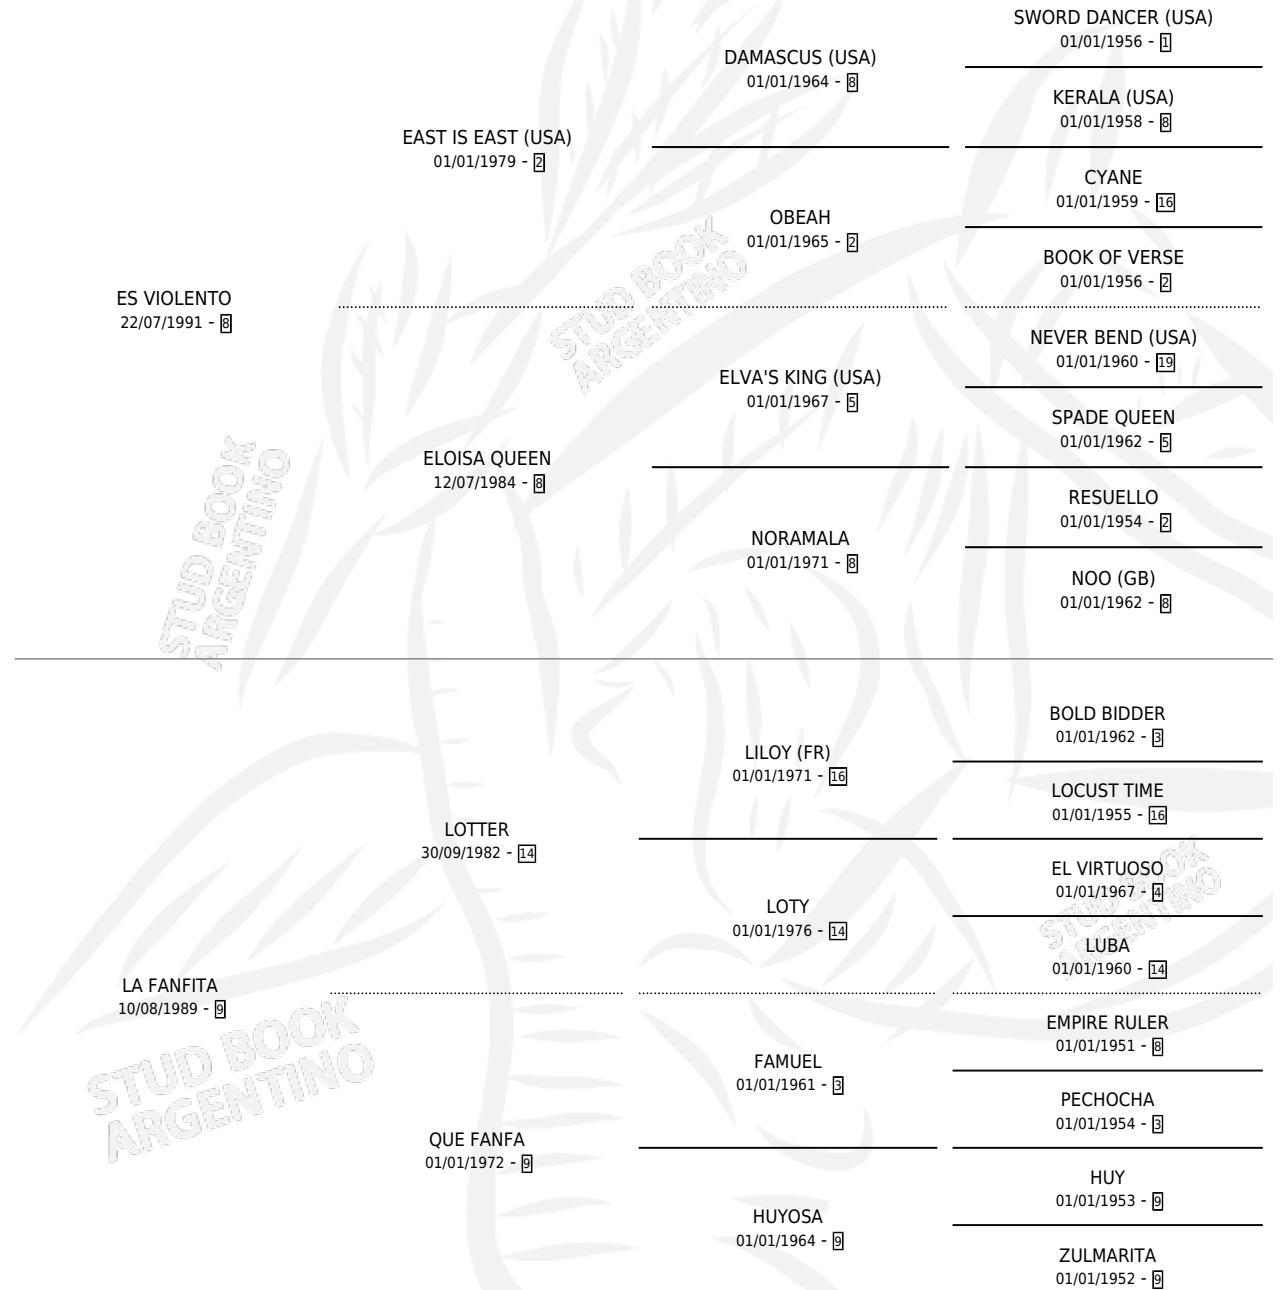 SWORD DANCER (USA)
01/01/1956 - 1
DAMASCUS (USA)
01/01/1964 - 8
KERALA (USA)
01/01/1958 - 8
EAST IS EAST (USA)
01/01/1979 - 2
CYANE
01/01/1959 - 16
OBEAH
01/01/1965 - 2
BOOK OF VERSE
01/01/1956 - 2
ES VIOLENTO
22/07/1991 - 8
STUD BOOK
ARGENTINO
NEVER BEND (USA)
01/01/1960 - 19
ELVA'S KING (USA)
01/01/1967 - 5
SPADE QUEEN
01/01/1962 - 5
ELOISA QUEEN
12/07/1984 - 8
RESUELLO
01/01/1954 - 2
NORAMALA
01/01/1971 - 8
NOO (GB)
01/01/1962 - 8
STUD BOOK
ARGENTINO
BOLD BIDDER
01/01/1962 - 3
LILOY (FR)
01/01/1971 - 16
LOCUST TIME
01/01/1955 - 16
LOTTER
30/09/1982 - 14
EL VIRTUOSO
01/01/1967 - 4
LOTY
01/01/1976 - 14
STUD BOOK
ARGENTINO
LUBA
01/01/1960 - 14
LA FANFITA
10/08/1989 - 9
STUD BOOK
ARGENTINO
EMPIRE RULER
01/01/1951 - 8
FAMUEL
01/01/1961 - 3
PECHOCHA
01/01/1954 - 3
QUE FANFA
01/01/1972 - 9
HUY
01/01/1953 - 9
HUYOSA
01/01/1964 - 9
ZULMARITA
01/01/1952 - 9